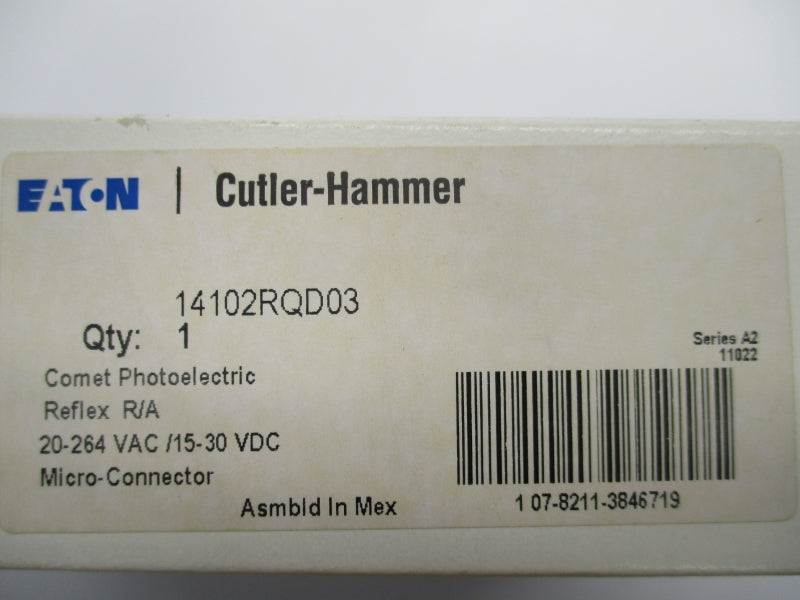 EATON | Cutler-Hammer
14102RQD03
Qty: 1
Series A2
11022
Comet Photoelectric
Reflex R/A
20-264 VAC /15-30 VDC
Micro-Connector
Asmbld In Mex
1 07-8211-3846719